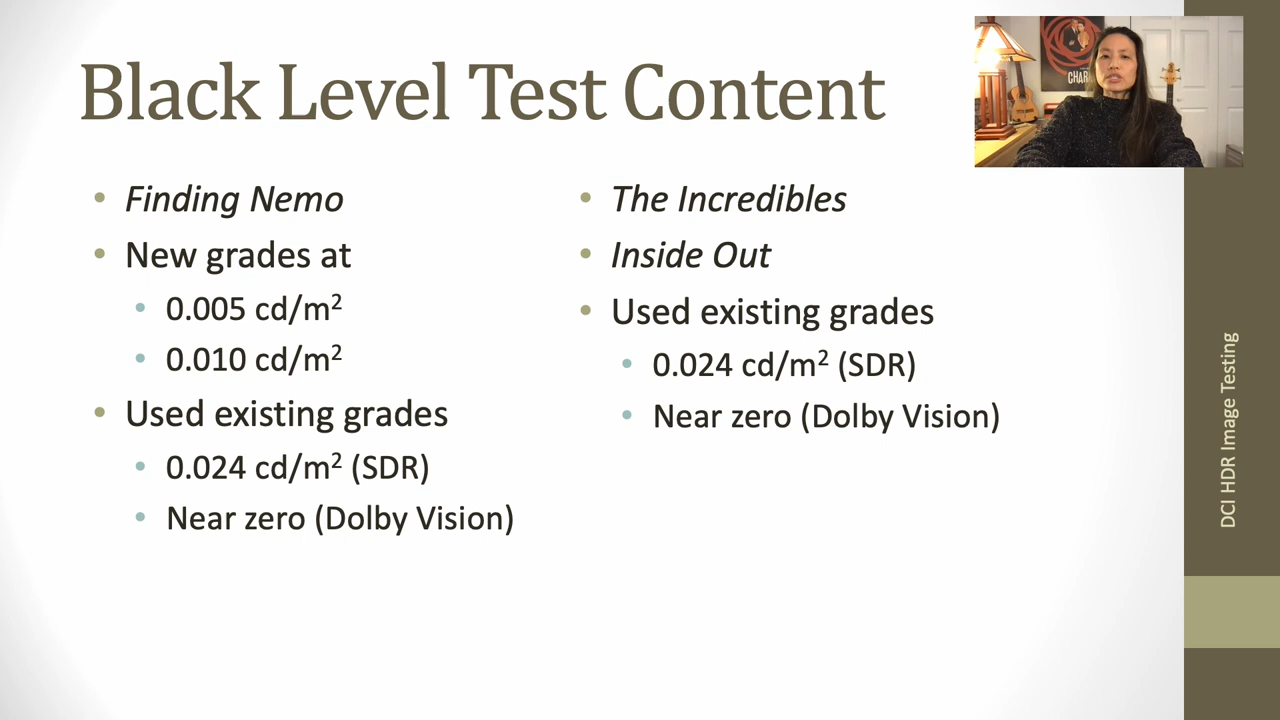 Black Level Test Content
• Finding Nemo
• New grades at
• 0.005 cd/m²
• 0.010 cd/m²
• Used existing grades
• 0.024 cd/m² (SDR)
• Near zero (Dolby Vision)
• The Incredibles
• Inside Out
• Used existing grades
• 0.024 cd/m² (SDR)
• Near zero (Dolby Vision)
CHAR
DCI HDR Image Testing